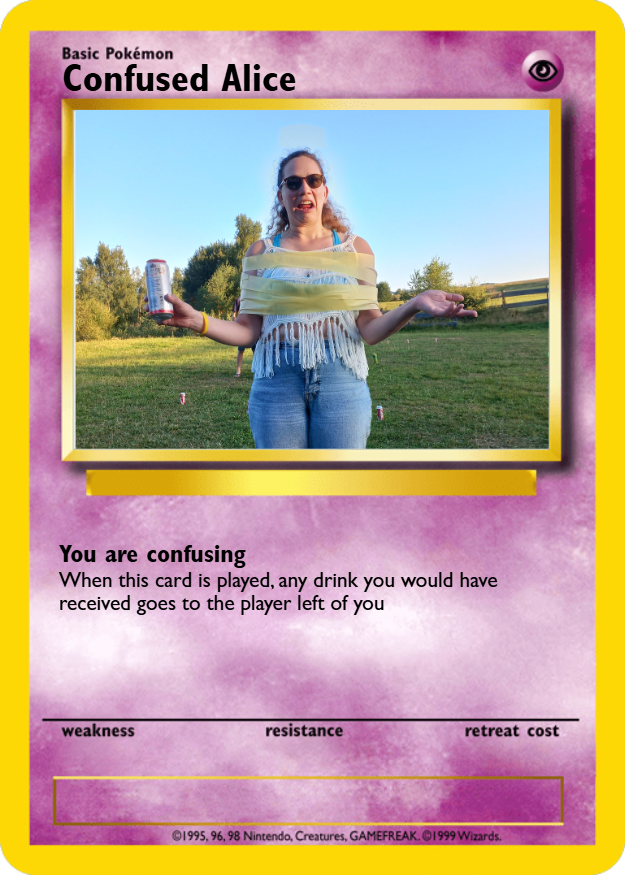 Basic Pokémon
Confused Alice
You are confusing
When this card is played, any drink you would have
received goes to the player left of you
weakness resistance retreat cost
©1995, 96, 98 Nintendo, Creatures, GAMEFREAK. ©1999 Wizards.